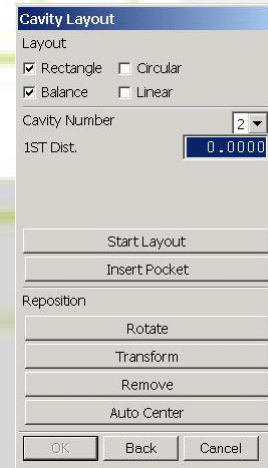 Cavity Layout
Layout
Rectangle Circular
Balance Linear
Cavity Number 2
1ST Dist. 0.0000
Start Layout
Insert Pocket
Reposition
Rotate
Transform
Remove
Auto Center
OK Back Cancel